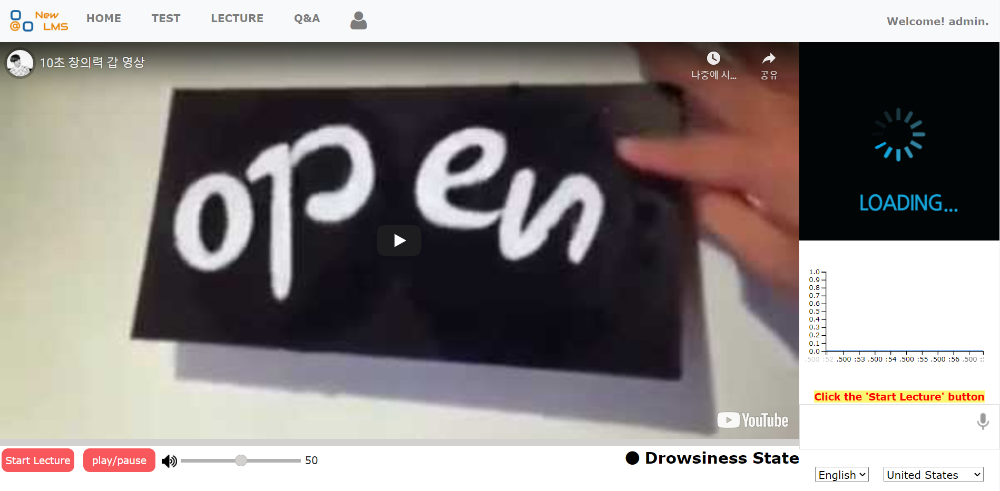 New
LMS
HOME
TEST
LECTURE
Q&A
Welcome! admin.
10초 창의력 갑 영상
나중에 시...
공유
open
YouTube
LOADING...
1.0
0.9
0.8
0.7
0.6
0.5
0.4
0.3
0.2
0.1
0.0
.500 :52 .500 :53 .500 :54 .500 :55 .500 :56 .500
Click the 'Start Lecture' button
Start Lecture
play/pause
50
Drowsiness State
English
United States